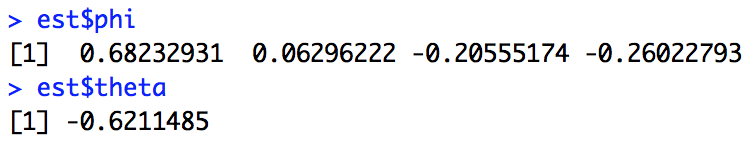 > est$phi
[1]  0.68232931  0.06296222 -0.20555174 -0.26022793
> est$theta
[1] -0.6211485